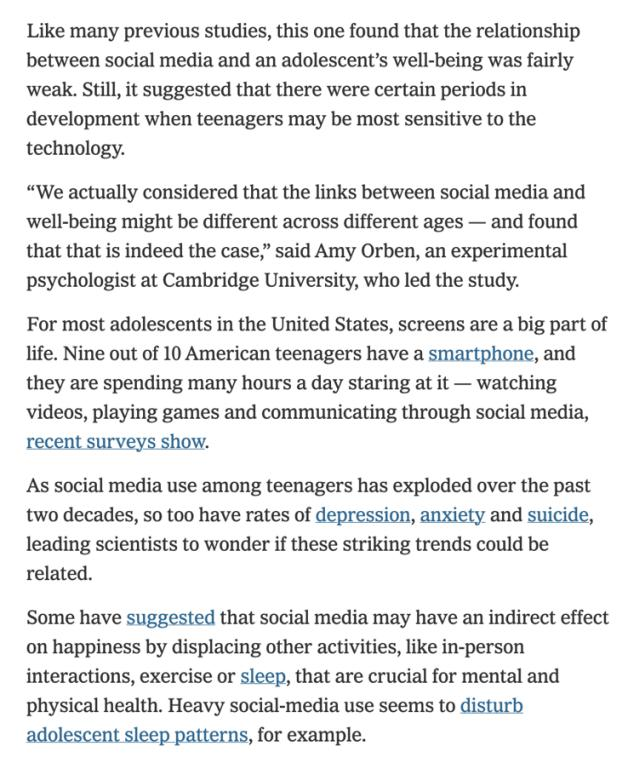 Like many previous studies, this one found that the relationship
between social media and an adolescent’s well-being was fairly
weak. Still, it suggested that there were certain periods in
development when teenagers may be most sensitive to the
technology.
“We actually considered that the links between social media and
well-being might be different across different ages — and found
that that is indeed the case,” said Amy Orben, an experimental
psychologist at Cambridge University, who led the study.
For most adolescents in the United States, screens are a big part of
life. Nine out of 10 American teenagers have a smartphone, and
they are spending many hours a day staring at it — watching
videos, playing games and communicating through social media,
recent surveys show.
As social media use among teenagers has exploded over the past
two decades, so too have rates of depression, anxiety and suicide,
leading scientists to wonder if these striking trends could be
related.
Some have suggested that social media may have an indirect effect
on happiness by displacing other activities, like in-person
interactions, exercise or sleep, that are crucial for mental and
physical health. Heavy social-media use seems to disturb
adolescent sleep patterns, for example.